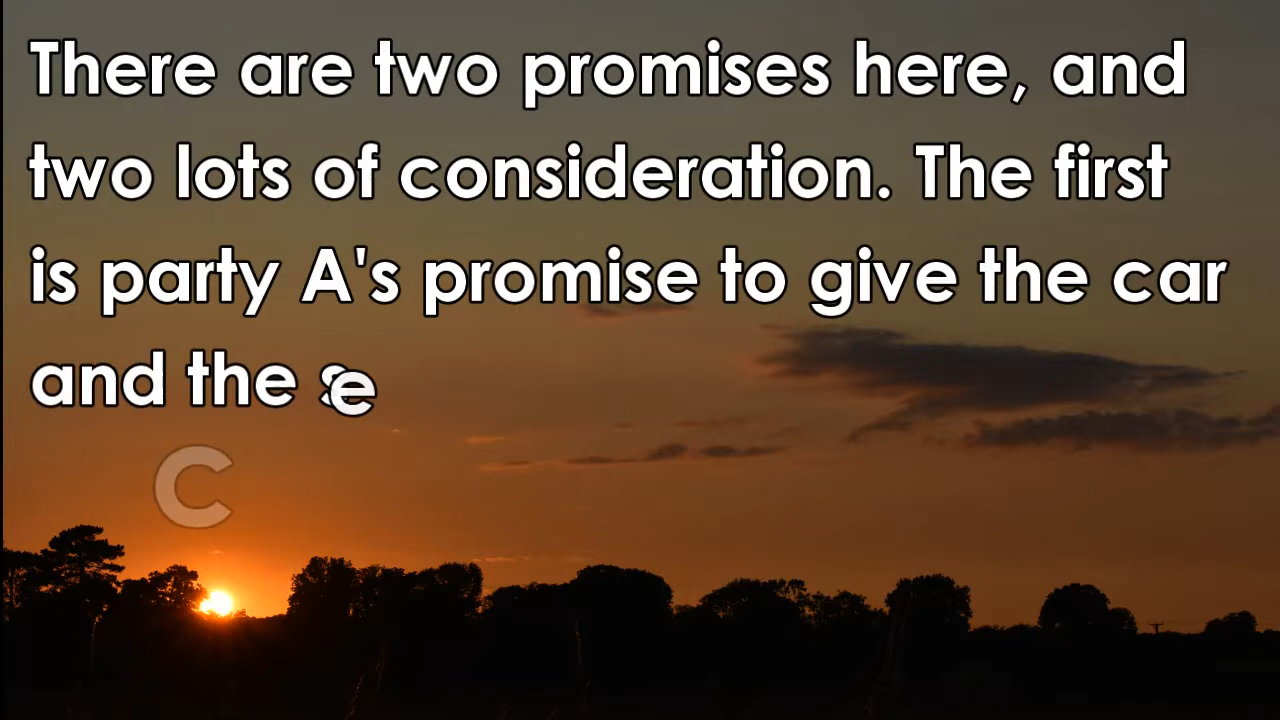 There are two promises here, and
two lots of consideration. The first
is party A's promise to give the car
and the se
c